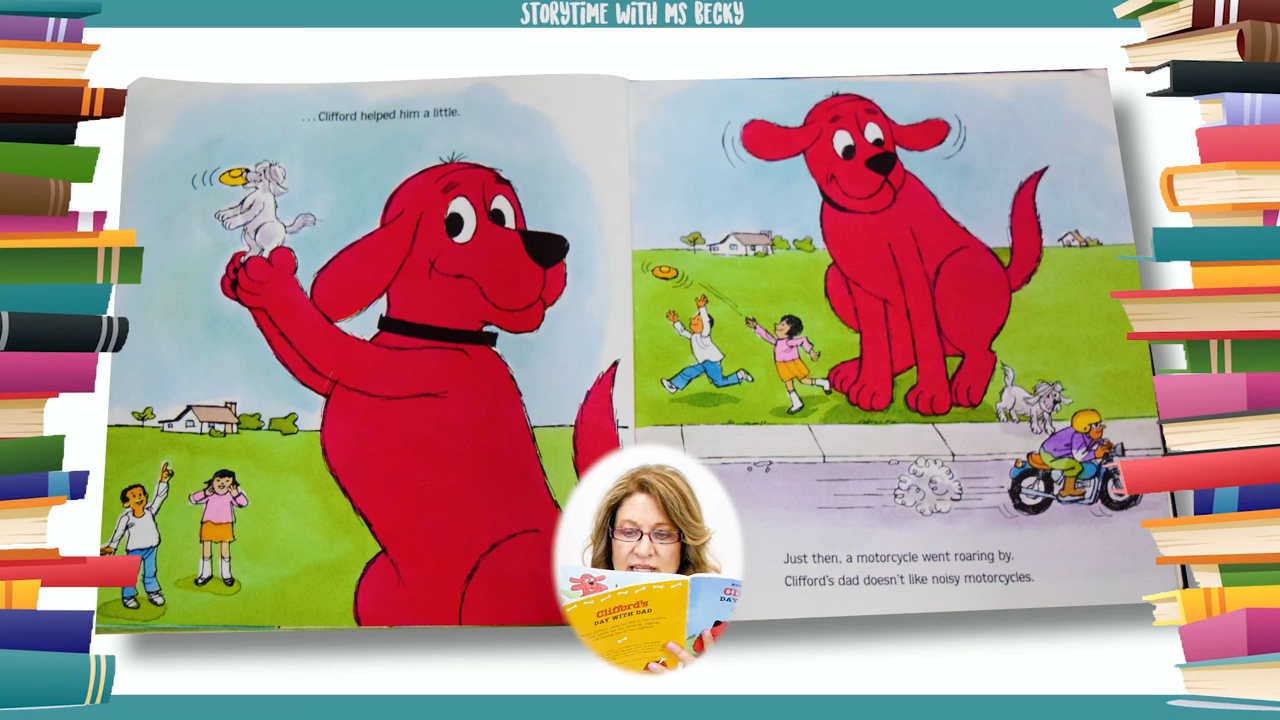 STORYTIME WITH MS BECKY
...Clifford helped him a little.
Just then, a motorcycle went roaring by.
Clifford's dad doesn't like noisy motorcycles.
Clifford's
DAY WITH DAD